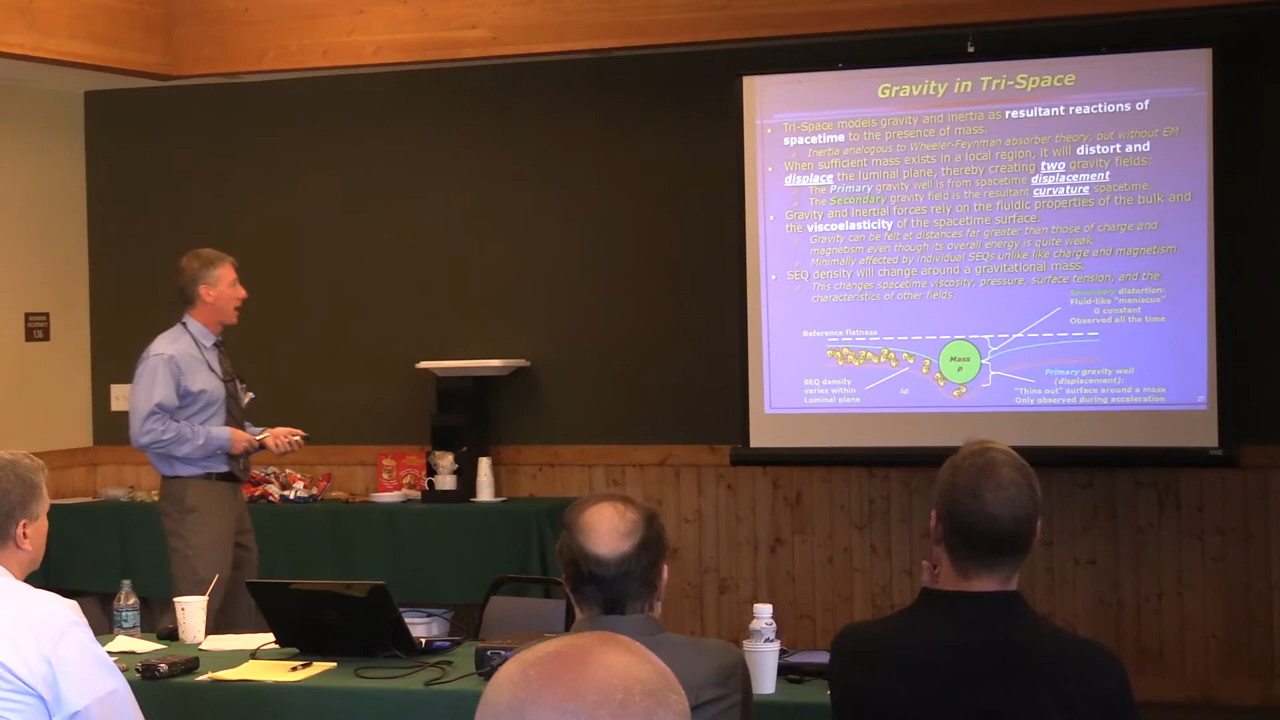 Gravity in Tri-Space
Tri-Space models gravity and inertia as resultant reactions of
spacetime to the presence of mass.
Inertia analogous to Wheeler-Feynman absorber theory, but without EM
When sufficient mass exists in a local region, it will distort and
displace the luminal plane, thereby creating two gravity fields:
The Primary gravity well is from spacetime displacement
The Secondary gravity field is the resultant curvature spacetime.
Gravity and Inertial forces rely on the fluidic properties of the bulk and
the viscoelasticity of the spacetime surface.
Gravity can be felt at distances far greater than those of charge and
magnetism even though its overall energy is quite weak.
Minimally affected by individual SEQs unlike like charge and magnetism.
SEQ density will change around a gravitational mass.
This changes spacetime viscosity, pressure, surface tension, and the
characteristics of other fields.
Secondary distortion:
Fluid-like "meniscus"
G constant
Observed all the time
Reference flatness
Mass
ρ
SEQ density
varies within
Luminal plane
Δρ
Primary gravity well
(displacement):
"Thins out" surface around a mass
Only observed during acceleration
136